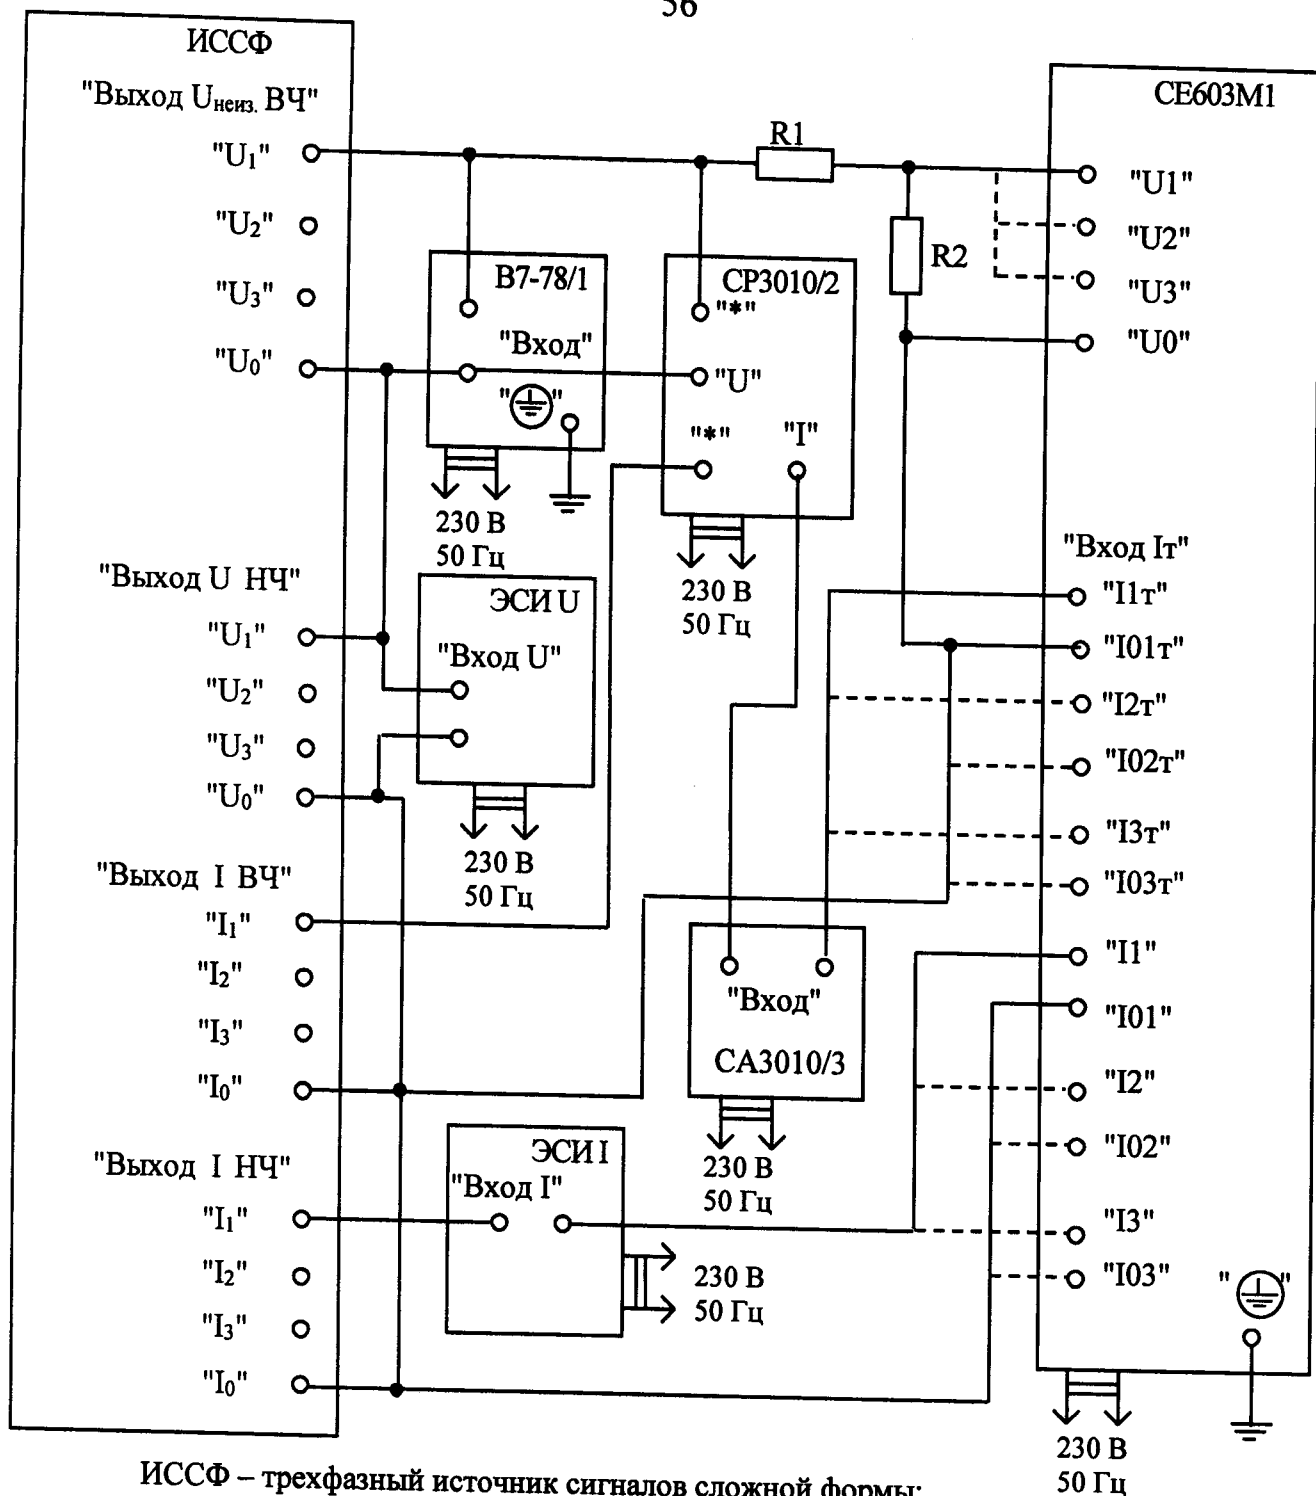 56
ИССФ
"Выход Uнеиз. ВЧ"
"U1"
"U2"
"U3"
"U0"
"Выход U НЧ"
"U1"
"U2"
"U3"
"U0"
"Выход I ВЧ"
"I1"
"I2"
"I3"
"I0"
"Выход I НЧ"
"I1"
"I2"
"I3"
"I0"
В7-78/1
"Вход"
" "
230 В
50 Гц
ЭСИ U
"Вход U"
230 В
50 Гц
R1
R2
СР3010/2
"*"
"U"
"*" "I"
230 В
50 Гц
"Вход"
СА3010/3
230 В
50 Гц
ЭСИ I
"Вход I"
230 В
50 Гц
СЕ603М1
"U1"
"U2"
"U3"
"U0"
"Вход Iт"
"I1т"
"I01т"
"I2т"
"I02т"
"I3т"
"I03т"
"I1"
"I01"
"I2"
"I02"
"I3"
"I03"
" "
230 В
50 Гц
ИССФ – трехфазный источник сигналов сложной формы;